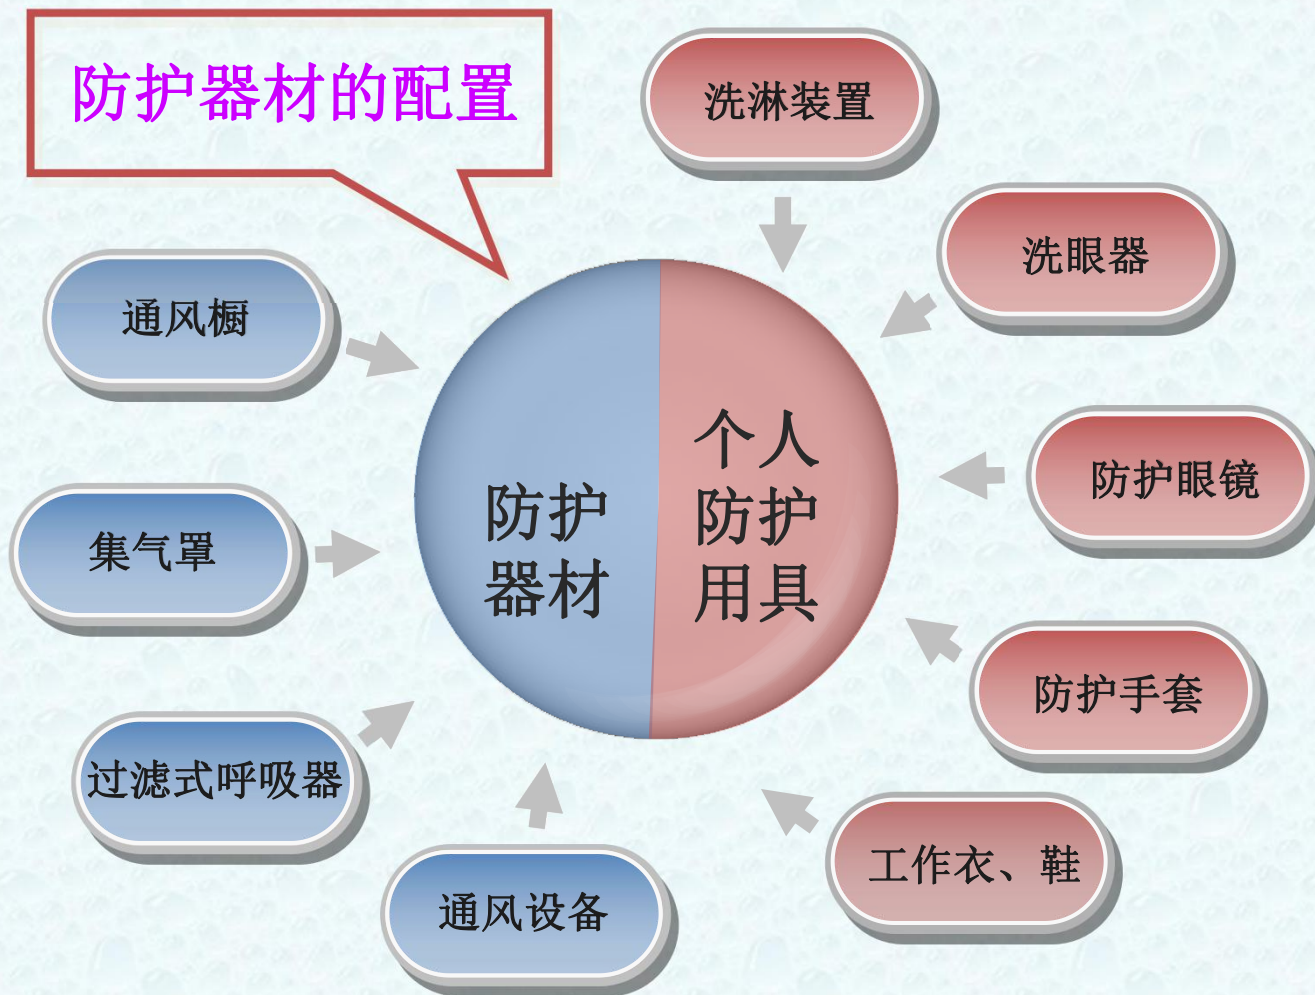 防护器材的配置
洗淋装置
洗眼器
通风橱
防护眼镜
个人
防护
用具
防护
器材
集气罩
防护手套
过滤式呼吸器
工作衣、鞋
通风设备